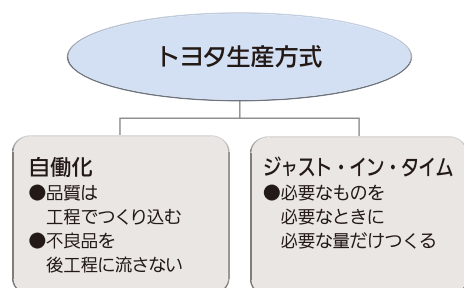 トヨタ生産方式
自働化
●品質は
工程でつくり込む
●不良品を
後工程に流さない
ジャスト・イン・タイム
●必要なものを
必要なときに
必要な量だけつくる